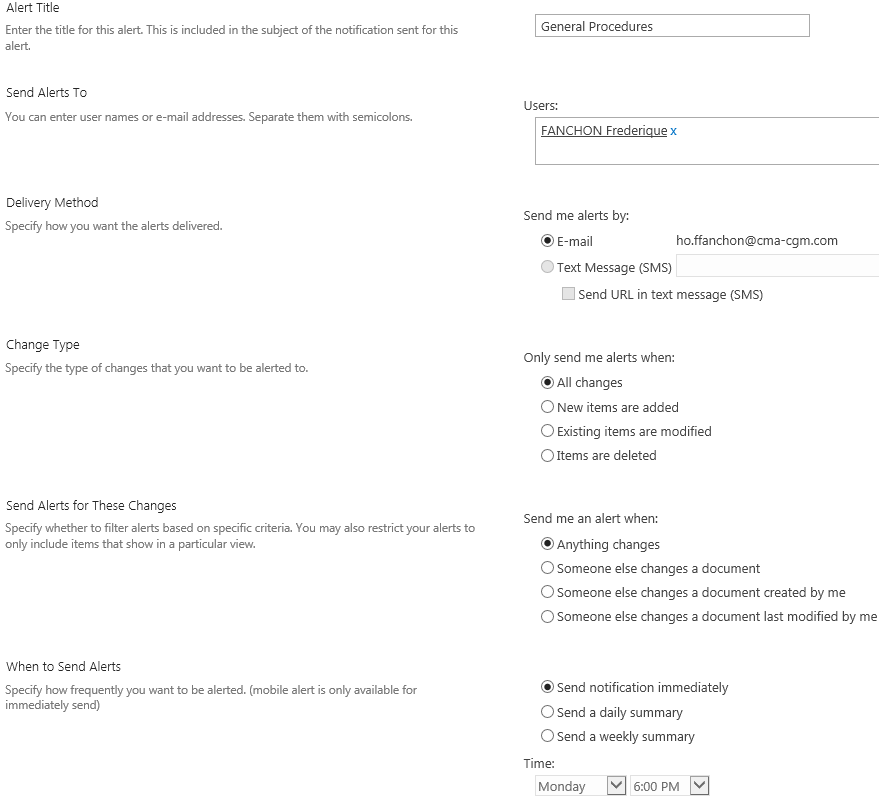 Alert Title
Enter the title for this alert. This is included in the subject of the notification sent for this
alert.
General Procedures
Send Alerts To
You can enter user names or e-mail addresses. Separate them with semicolons.
Users:
FANCHON Frederique x
Delivery Method
Specify how you want the alerts delivered.
Send me alerts by:
E-mail ho.ffanchon@cma-cgm.com
Text Message (SMS)
Send URL in text message (SMS)
Change Type
Specify the type of changes that you want to be alerted to.
Only send me alerts when:
All changes
New items are added
Existing items are modified
Items are deleted
Send Alerts for These Changes
Specify whether to filter alerts based on specific criteria. You may also restrict your alerts to
only include items that show in a particular view.
Send me an alert when:
Anything changes
Someone else changes a document
Someone else changes a document created by me
Someone else changes a document last modified by me
When to Send Alerts
Specify how frequently you want to be alerted. (mobile alert is only available for
immediately send)
Send notification immediately
Send a daily summary
Send a weekly summary
Time:
Monday 6:00 PM